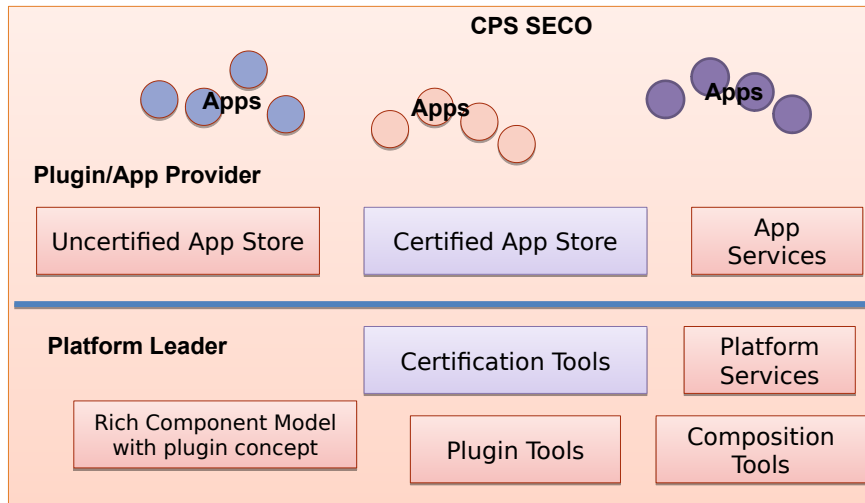 CPS SECO
Apps
Apps
Apps
Plugin/App Provider
Uncertified App Store
Certified App Store
App
Services
Platform Leader
Certification Tools
Platform
Services
Rich Component Model
with plugin concept
Plugin Tools
Composition
Tools